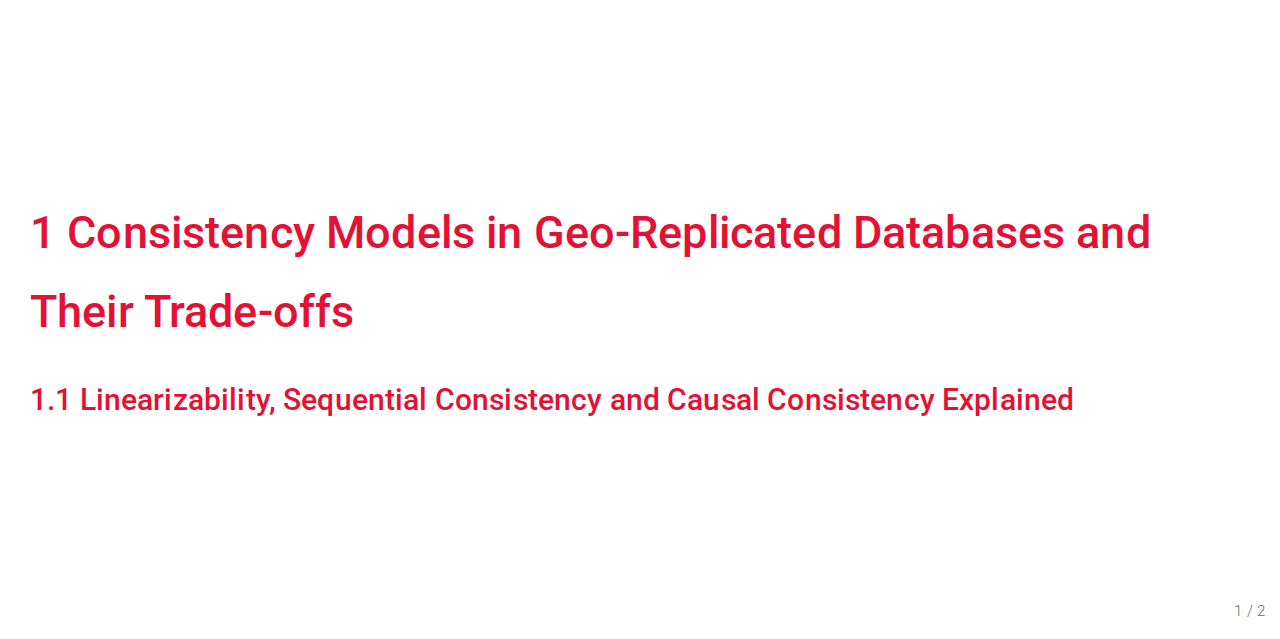 1 Consistency Models in Geo-Replicated Databases and
Their Trade-offs
1.1 Linearizability, Sequential Consistency and Causal Consistency Explained
1 / 2